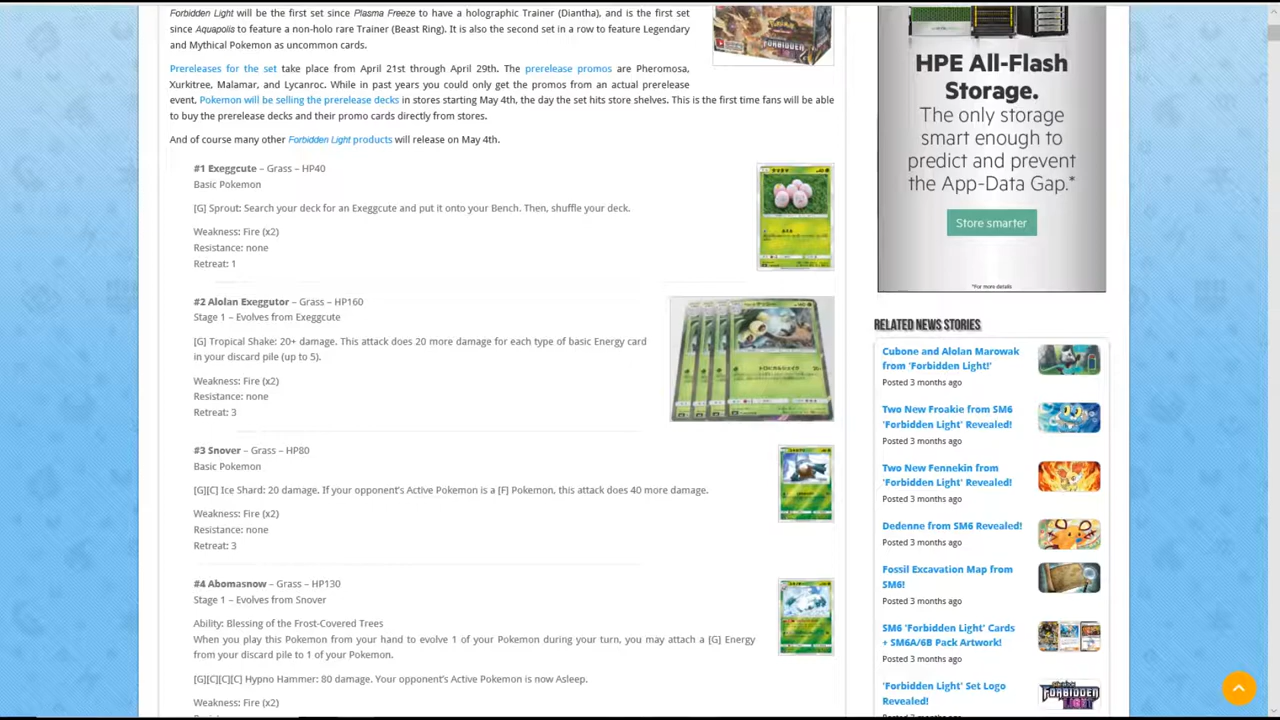 Forbidden Light will be the first set since Plasma Freeze to have a holographic Trainer (Diantha), and is the first set
since Aquapolis to feature a non-holo rare Trainer (Beast Ring). It is also the second set in a row to feature Legendary
and Mythical Pokemon as uncommon cards.
Prereleases for the set take place from April 21st through April 29th. The prerelease promos are Pheromosa,
Xurkitree, Malamar, and Lycanroc. While in past years you could only get the promos from an actual prerelease
event, Pokemon will be selling the prerelease decks in stores starting May 4th, the day the set hits store shelves. This is the first time fans will be able
to buy the prerelease decks and their promo cards directly from stores.
And of course many other Forbidden Light products will release on May 4th.
#1 Exeggcute – Grass – HP40
Basic Pokemon
[G] Sprout: Search your deck for an Exeggcute and put it onto your Bench. Then, shuffle your deck.
Weakness: Fire (x2)
Resistance: none
Retreat: 1
#2 Alolan Exeggutor – Grass – HP160
Stage 1 – Evolves from Exeggcute
[G] Tropical Shake: 20+ damage. This attack does 20 more damage for each type of basic Energy card
in your discard pile (up to 5).
Weakness: Fire (x2)
Resistance: none
Retreat: 3
#3 Snover – Grass – HP80
Basic Pokemon
[G][C] Ice Shard: 20 damage. If your opponent's Active Pokemon is a [F] Pokemon, this attack does 40 more damage.
Weakness: Fire (x2)
Resistance: none
Retreat: 3
#4 Abomasnow – Grass – HP130
Stage 1 – Evolves from Snover
Ability: Blessing of the Frost-Covered Trees
When you play this Pokemon from your hand to evolve 1 of your Pokemon during your turn, you may attach a [G] Energy
from your discard pile to 1 of your Pokemon.
[G][C][C][C] Hypno Hammer: 80 damage. Your opponent's Active Pokemon is now Asleep.
Weakness: Fire (x2)
HPE All-Flash
Storage.
The only storage
smart enough to
predict and prevent
the App-Data Gap.*
Store smarter
*For more details
RELATED NEWS STORIES
Cubone and Alolan Marowak
from 'Forbidden Light!'
Posted 3 months ago
Two New Froakie from SM6
'Forbidden Light' Revealed!
Posted 3 months ago
Two New Fennekin from
'Forbidden Light' Revealed!
Posted 3 months ago
Dedenne from SM6 Revealed!
Posted 3 months ago
Fossil Excavation Map from
SM6!
Posted 3 months ago
SM6 'Forbidden Light' Cards
+ SM6A/6B Pack Artwork!
Posted 3 months ago
'Forbidden Light' Set Logo
Revealed!
FORBIDDEN LIGHT